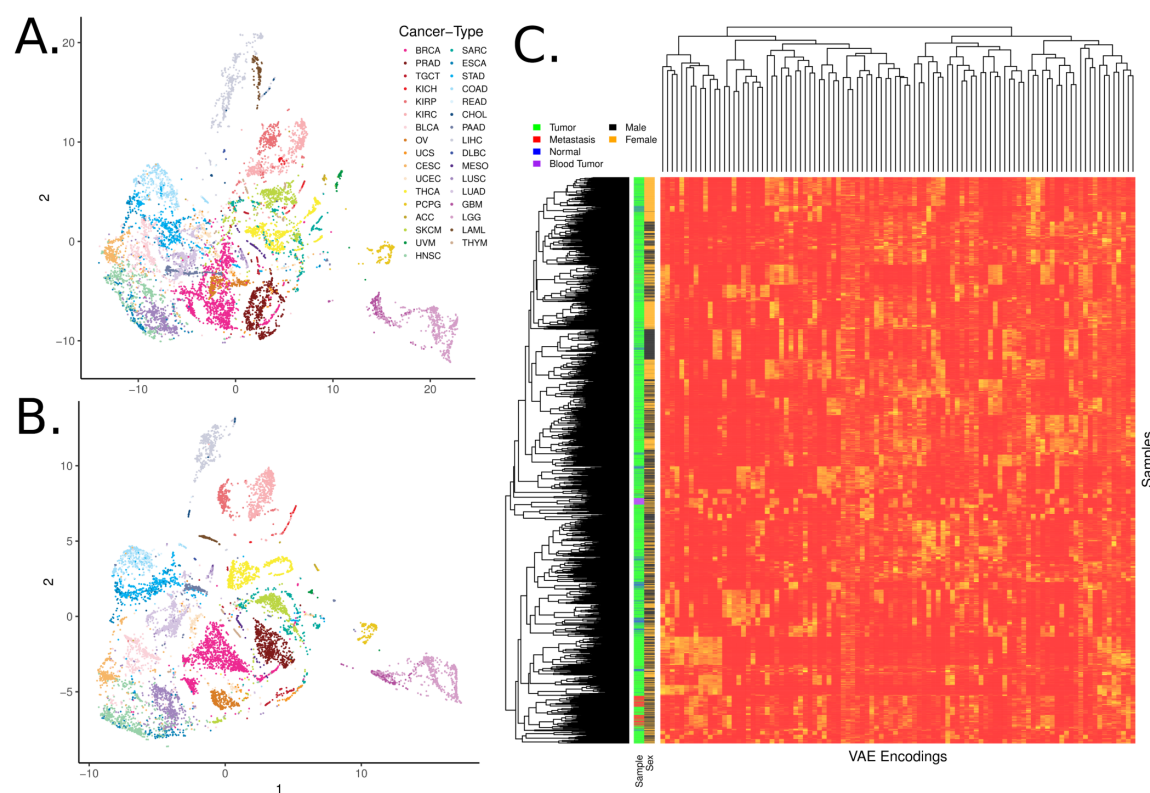 A.
20
10
0
−10
2
−10
0
10
20
Cancer−Type
BRCA SARC
PRAD ESCA
TGCT STAD
KICH COAD
KIRP READ
KIRC CHOL
BLCA PAAD
OV LIHC
UCS DLBC
CESC MESO
UCEC LUSC
THCA LUAD
PCPG GBM
ACC LGG
SKCM LAML
UVM THYM
HNSC
B.
10
5
0
−5
2
−10
0
10
1
C.
Tumor Male
Metastasis Female
Normal
Blood Tumor
Samples
Sample
Sex
VAE Encodings